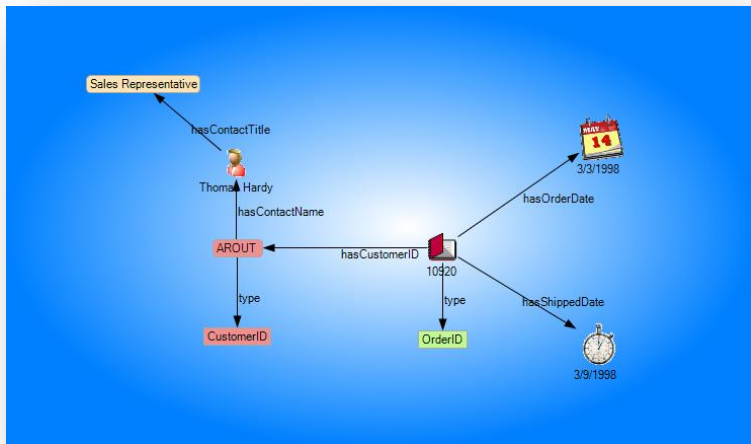 Sales Representative
hasContactTitle
MAY
14
3/3/1998
Thomas Hardy
hasOrderDate
hasContactName
AROUT
hasCustomerID
10920
type
type
hasShippedDate
CustomerID
OrderID
3/9/1998